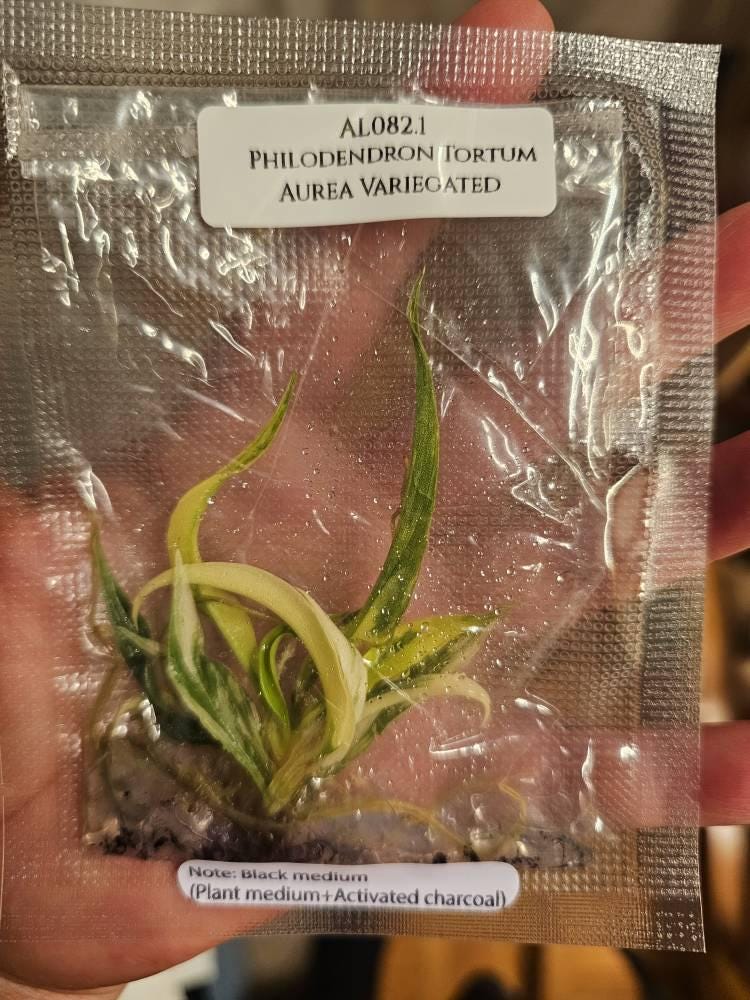 AL082.1
PHILODENDRON TORTUM
AUREA VARIEGATED
Note: Black medium
(Plant medium+Activated charcoal)